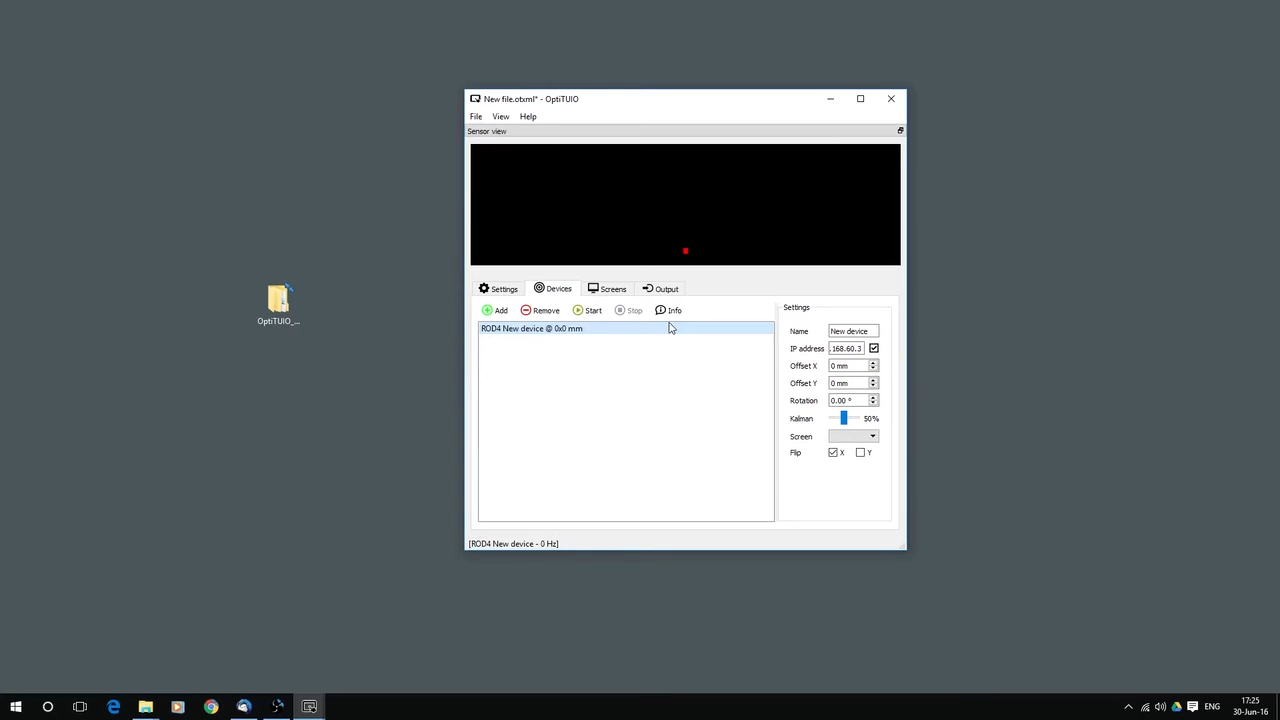 New file.otxml* - OptiTUIO
File View Help
Sensor view
Settings Devices Screens Output
Add Remove Start Stop Info
ROD4 New device @ 0x0 mm
Settings
Name New device
IP address .168.60.3
Offset X 0 mm
Offset Y 0 mm
Rotation 0.00 °
Kalman 50%
Screen
Flip X Y
[ROD4 New device - 0 Hz]
OptiTUIO_...
ENG
17:25
30-Jun-16